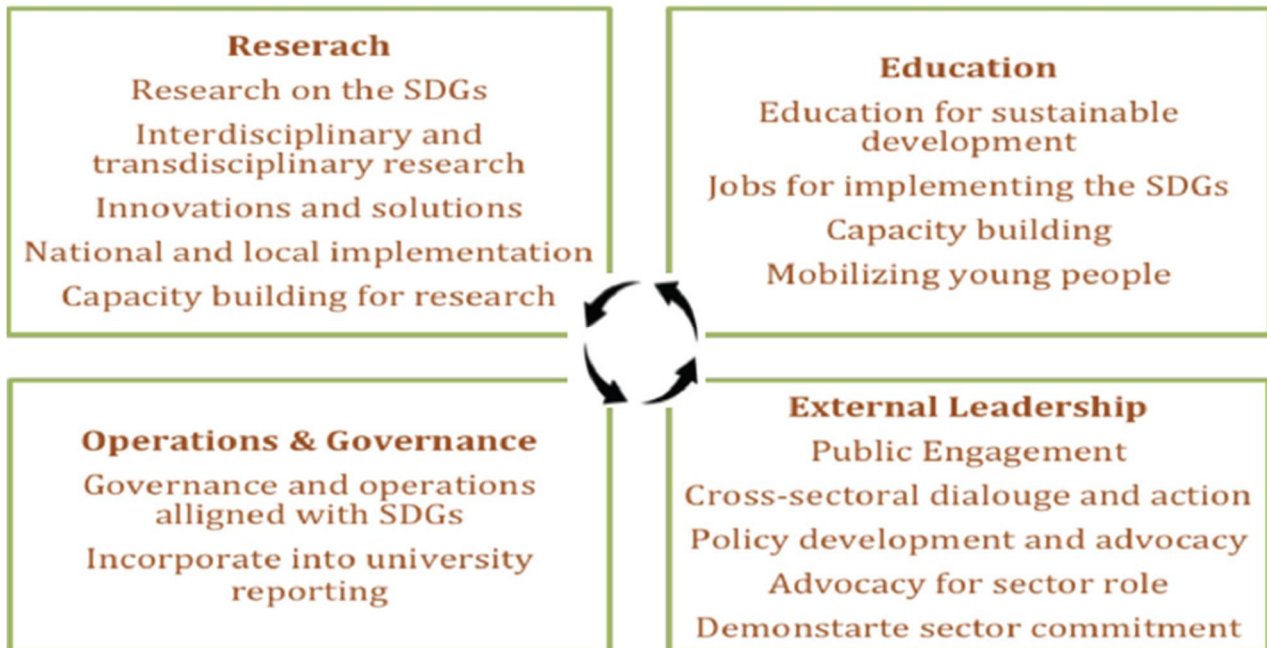 Reserach
Research on the SDGs
Interdisciplinary and
transdisciplinary research
Innovations and solutions
National and local implementation
Capacity building for research
Education
Education for sustainable
development
Jobs for implementing the SDGs
Capacity building
Mobilizing young people
Operations & Governance
Governance and operations
alligned with SDGs
Incorporate into university
reporting
External Leadership
Public Engagement
Cross-sectoral dialouge and action
Policy development and advocacy
Advocacy for sector role
Demonstarte sector commitment